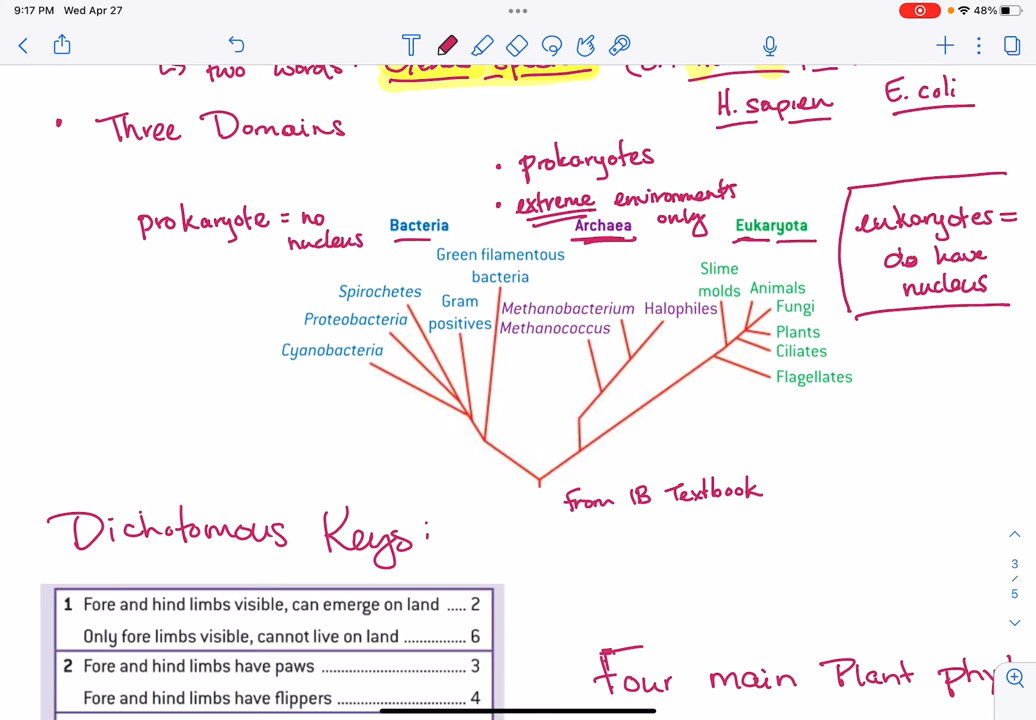 9:17 PM Wed Apr 27
48%
T
↳ two words:
H. sapien
E. coli
• Three Domains
• prokaryotes
• extreme environments
only
prokaryote = no
nucleus
eukaryotes =
do have
nucleus
Bacteria
Archaea
Eukaryota
Green filamentous
bacteria
Slime
molds
Animals
Spirochetes
Gram
positives
Methanobacterium
Halophiles
Fungi
Proteobacteria
Methanococcus
Plants
Cyanobacteria
Ciliates
Flagellates
from IB Textbook
Dichotomous Keys:
3
/
5
1 Fore and hind limbs visible, can emerge on land ..... 2
Only fore limbs visible, cannot live on land ............... 6
2 Fore and hind limbs have paws .................................. 3
Fore and hind limbs have flippers ............................ 4
Four main Plant phy